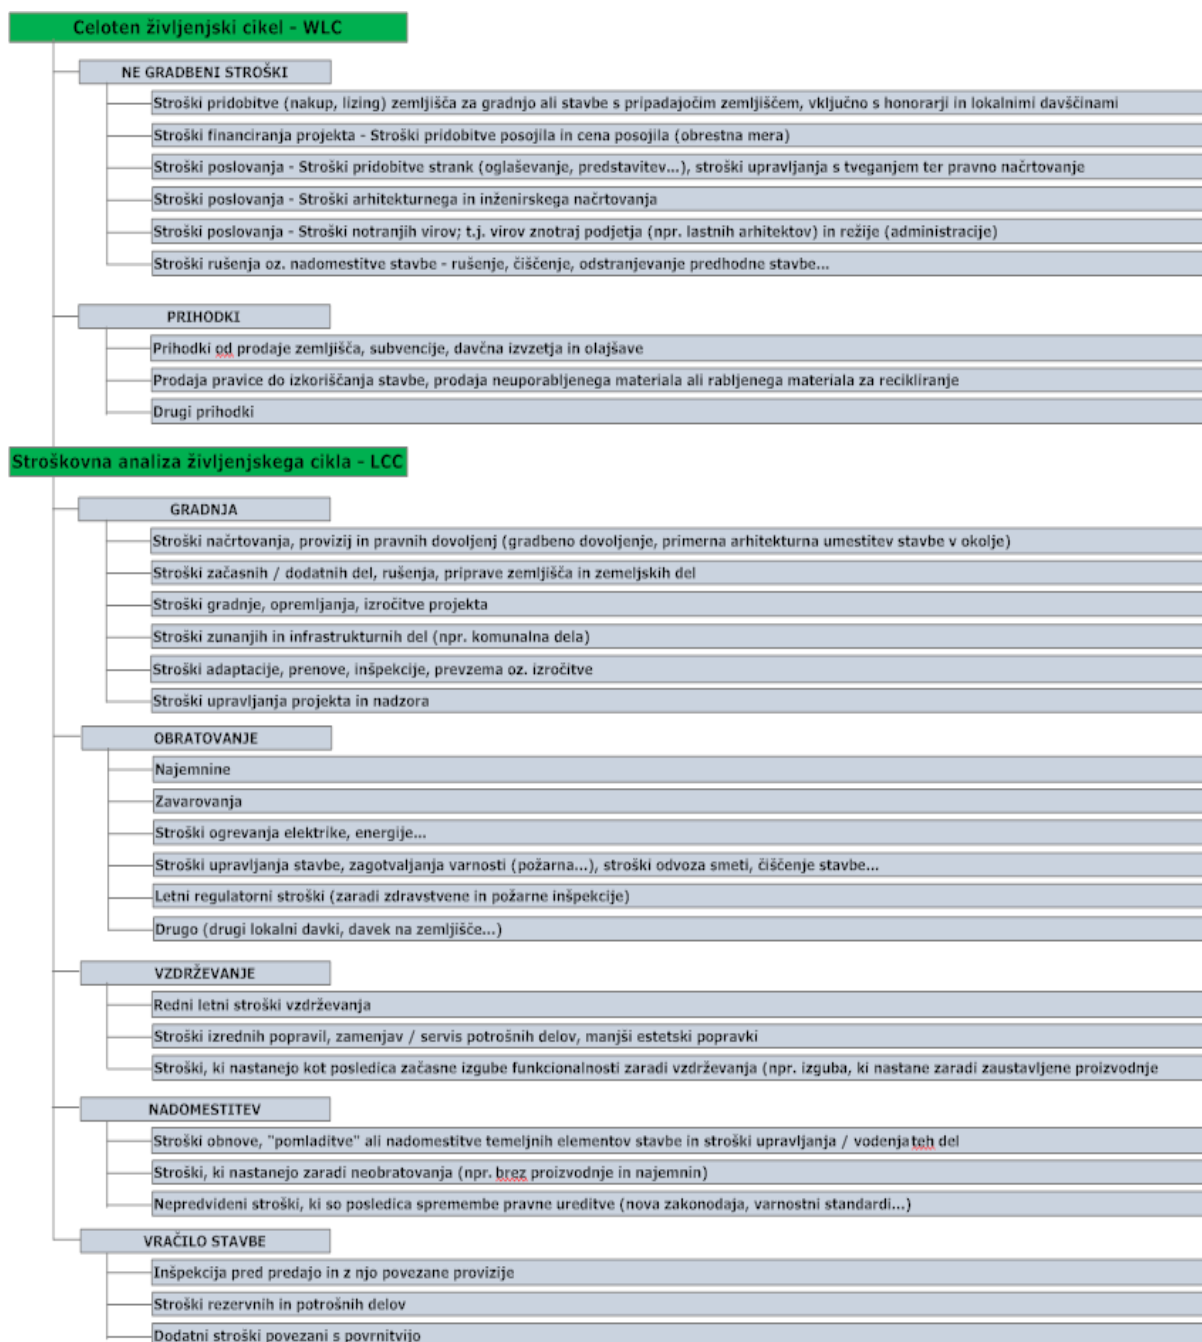 Celoten življenjski cikel - WLC
NE GRADBENI STROŠKI
Stroški pridobitve (nakup, lizing) zemljišča za gradnjo ali stavbe s pripadajočim zemljiščem, vključno s honorarji in lokalnimi davščinami
Stroški financiranja projekta - Stroški pridobitve posojila in cena posojila (obrestna mera)
Stroški poslovanja - Stroški pridobitve strank (oglaševanje, predstavitev...), stroški upravljanja s tveganjem ter pravno načrtovanje
Stroški poslovanja - Stroški arhitekturnega in inženirskega načrtovanja
Stroški poslovanja - Stroški notranjih virov; t.j. virov znotraj podjetja (npr. lastnih arhitektov) in režije (administracije)
Stroški rušenja oz. nadomestitve stavbe - rušenje, čiščenje, odstranjevanje predhodne stavbe...
PRIHODKI
Prihodki od prodaje zemljišča, subvencije, davčna izvzetja in olajšave
Prodaja pravice do izkoriščanja stavbe, prodaja neuporabljenega materiala ali rabljenega materiala za recikliranje
Drugi prihodki
Stroškovna analiza življenjskega cikla - LCC
GRADNJA
Stroški načrtovanja, provizij in pravnih dovoljenj (gradbeno dovoljenje, primerna arhitekturna umestitev stavbe v okolje)
Stroški začasnih / dodatnih del, rušenja, priprave zemljišča in zemeljskih del
Stroški gradnje, opremljanja, izročitve projekta
Stroški zunanjih in infrastrukturnih del (npr. komunalna dela)
Stroški adaptacije, prenove, inšpekcije, prevzema oz. izročitve
Stroški upravljanja projekta in nadzora
OBRATOVANJE
Najemnine
Zavarovanja
Stroški ogrevanja elektrike, energije...
Stroški upravljanja stavbe, zagotvaljanja varnosti (požarna...), stroški odvoza smeti, čiščenje stavbe...
Letni regulatorni stroški (zaradi zdravstvene in požarne inšpekcije)
Drugo (drugi lokalni davki, davek na zemljišče...)
VZDRŽEVANJE
Redni letni stroški vzdrževanja
Stroški izrednih popravil, zamenjav / servis potrošnih delov, manjši estetski popravki
Stroški, ki nastanejo kot posledica začasne izgube funkcionalnosti zaradi vzdrževanja (npr. izguba, ki nastane zaradi zaustavljene proizvodnje
NADOMESTITEV
Stroški obnove, "pomladitve" ali nadomestitve temeljnih elementov stavbe in stroški upravljanja / vodenja teh del
Stroški, ki nastanejo zaradi neobratovanja (npr. brez proizvodnje in najemnin)
Nepredvideni stroški, ki so posledica spremembe pravne ureditve (nova zakonodaja, varnostni standardi...)
VRAČILO STAVBE
Inšpekcija pred predajo in z njo povezane provizije
Stroški rezervnih in potrošnih delov
Dodatni stroški povezani s povrnitvijo